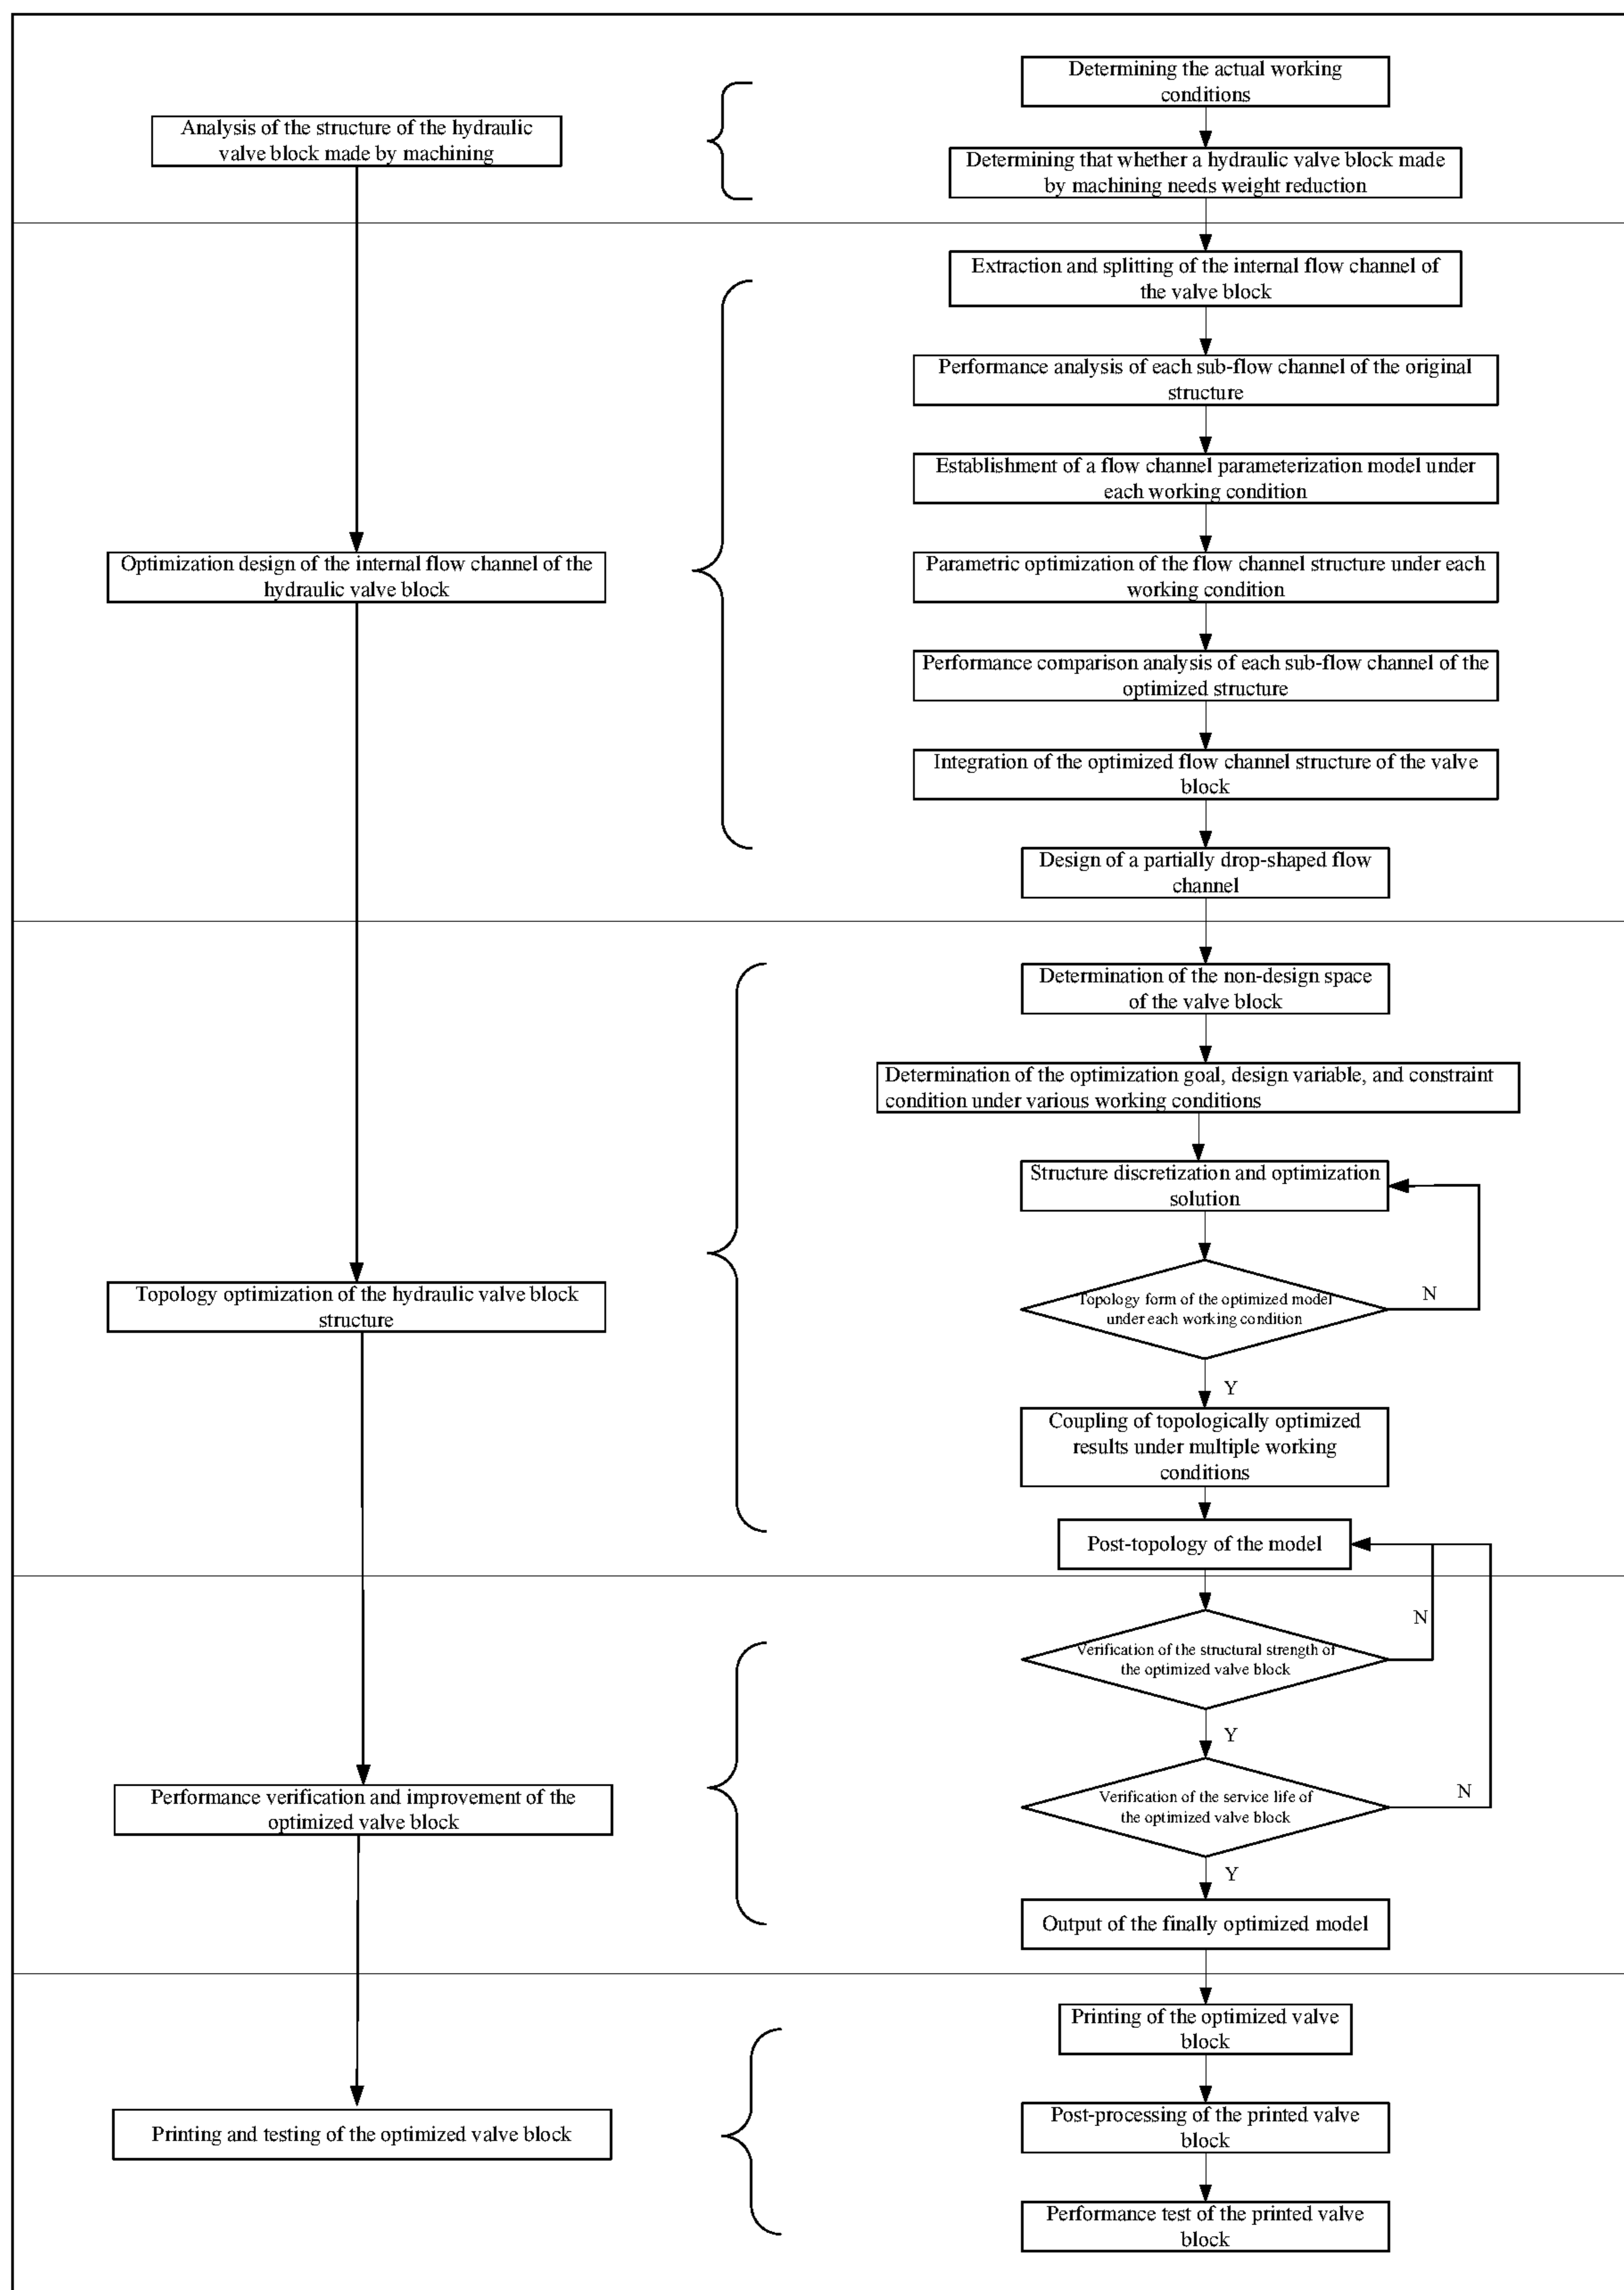 Determining the actual working
conditions
Analysis of the structure of the hydraulic
valve block made by machining
Determining that whether a hydraulic valve block made
by machining needs weight reduction
Extraction and splitting of the internal flow channel of
the valve block
Performance analysis of each sub-flow channel of the original
structure
Establishment of a flow channel parameterization model under
each working condition
Optimization design of the internal flow channel of the
hydraulic valve block
Parametric optimization of the flow channel structure under each
working condition
Performance comparison analysis of each sub-flow channel of the
optimized structure
Integration of the optimized flow channel structure of the valve
block
Design of a partially drop-shaped flow
channel
Determination of the non-design space
of the valve block
Determination of the optimization goal, design variable, and constraint
condition under various working conditions
Structure discretization and optimization
solution
Topology optimization of the hydraulic valve block
structure
Topology form of the optimized model
under each working condition
N
Y
Coupling of topologically optimized
results under multiple working
conditions
Post-topology of the model
N
Verification of the structural strength of
the optimized valve block
Y
Performance verification and improvement of the
optimized valve block
Verification of the service life of
the optimized valve block
N
Y
Output of the finally optimized model
Printing of the optimized valve
block
Printing and testing of the optimized valve block
Post-processing of the printed valve
block
Performance test of the printed valve
block